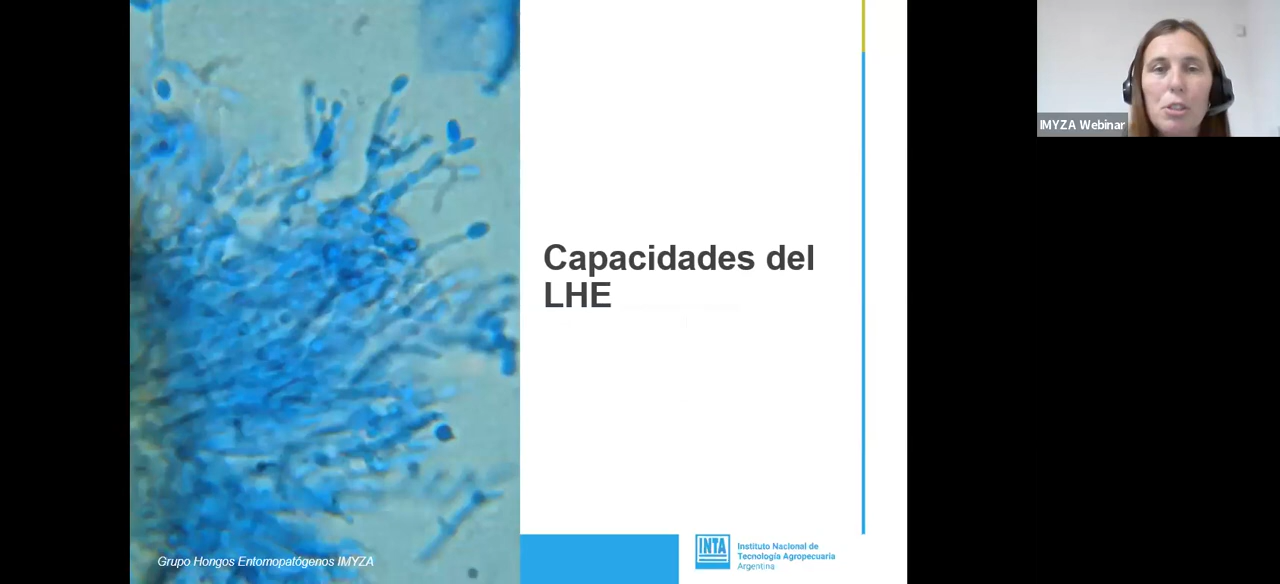 Capacidades del
LHE
Grupo Hongos Entomopatógenos IMYZA
INTA
Instituto Nacional de
Tecnología Agropecuaria
Argentina
IMYZA Webinar